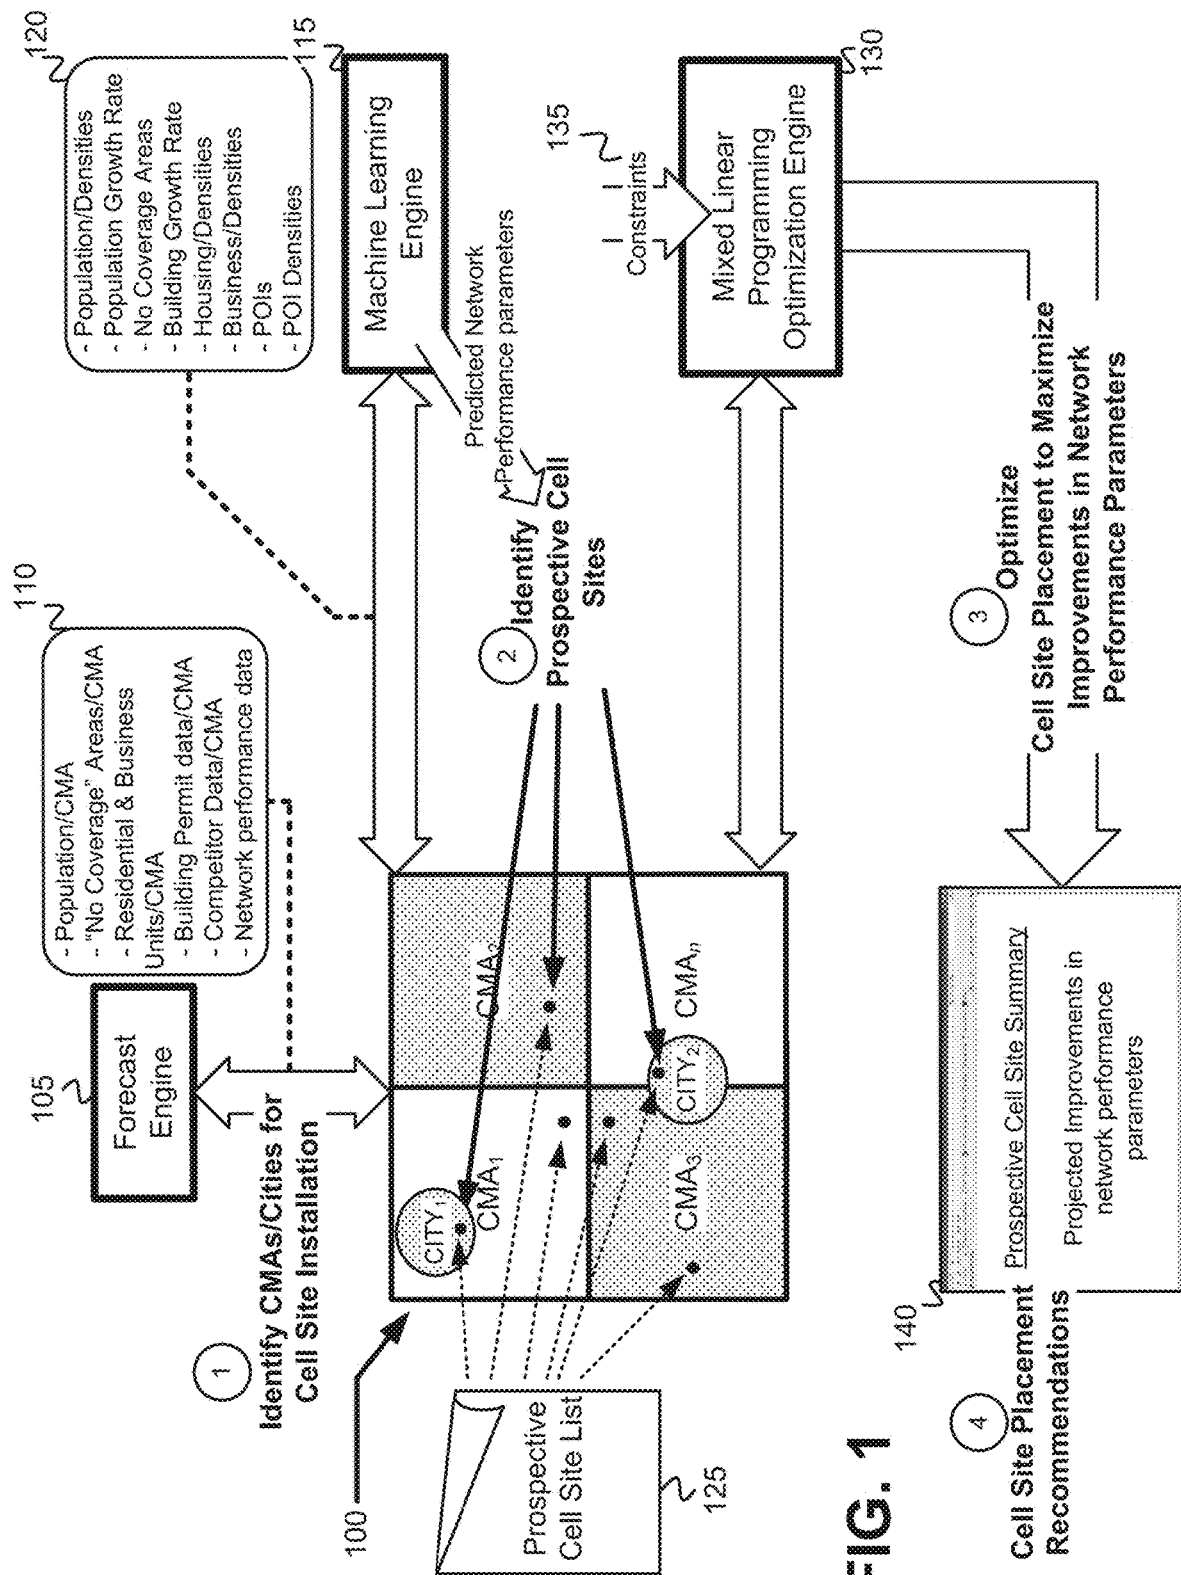 110
- Population/CMA
- "No Coverage" Areas/CMA
- Residential & Business
Units/CMA
- Building Permit data/CMA
- Competitor Data/CMA
- Network performance data
120
- Population/Densities
- Population Growth Rate
- No Coverage Areas
- Building Growth Rate
- Housing/Densities
- Business/Densities
- POIs
- POI Densities
105
Forecast
Engine
1
Identify CMAs/Cities for
Cell Site Installation
115
Machine Learning
Engine
Predicted Network
Performance parameters
100
CITY1
CMA1
CMA2
CMA3
CITY2
CMAn
2
Identify
Prospective Cell
Sites
Prospective
Cell Site List
125
135
Constraints
Mixed Linear
Programming
Optimization Engine
130
3
Optimize
Cell Site Placement to Maximize
Improvements in Network
Performance Parameters
140
Prospective Cell Site Summary
Projected Improvements in
network performance
parameters
4
Cell Site Placement
Recommendations
FIG. 1